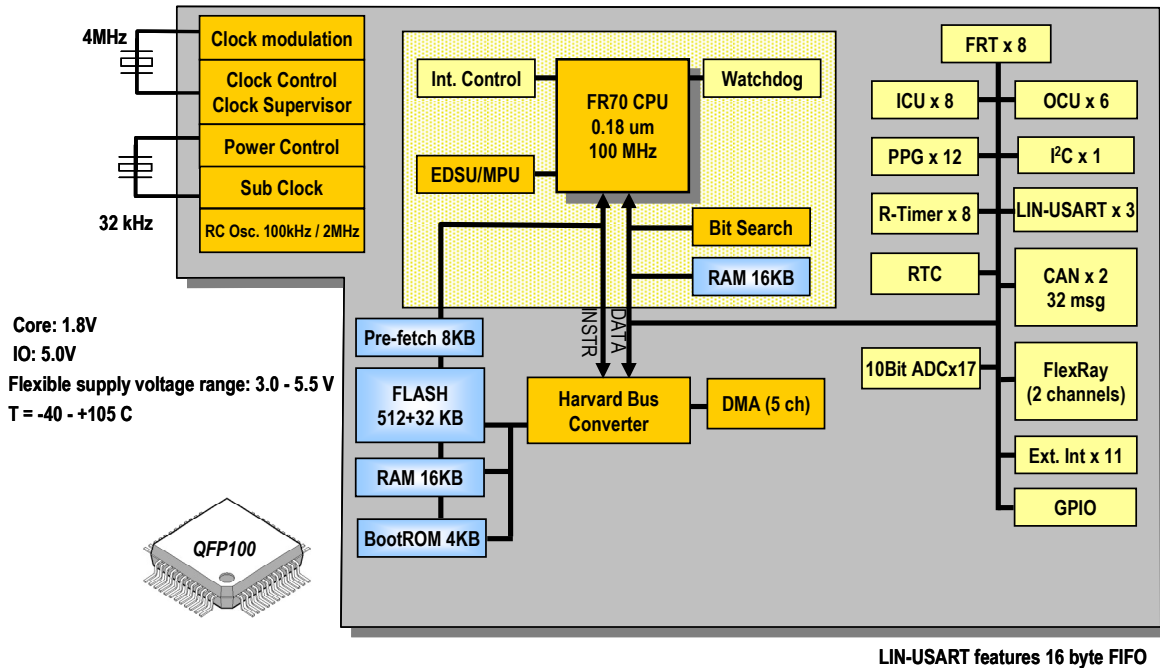 4MHz
Clock modulation
Clock Control
Clock Supervisor
Power Control
Sub Clock
RC Osc. 100kHz / 2MHz
32 kHz
Int. Control
FR70 CPU
0.18 um
100 MHz
Watchdog
EDSU/MPU
Bit Search
RAM 16KB
INSTR
DATA
FRT x 8
ICU x 8
OCU x 6
PPG x 12
I²C x 1
R-Timer x 8
LIN-USART x 3
RTC
CAN x 2
32 msg
10Bit ADCx17
FlexRay
(2 channels)
Ext. Int x 11
GPIO
Core: 1.8V
IO: 5.0V
Flexible supply voltage range: 3.0 - 5.5 V
T = -40 - +105 C
Pre-fetch 8KB
FLASH
512+32 KB
RAM 16KB
BootROM 4KB
Harvard Bus
Converter
DMA (5 ch)
QFP100
LIN-USART features 16 byte FIFO